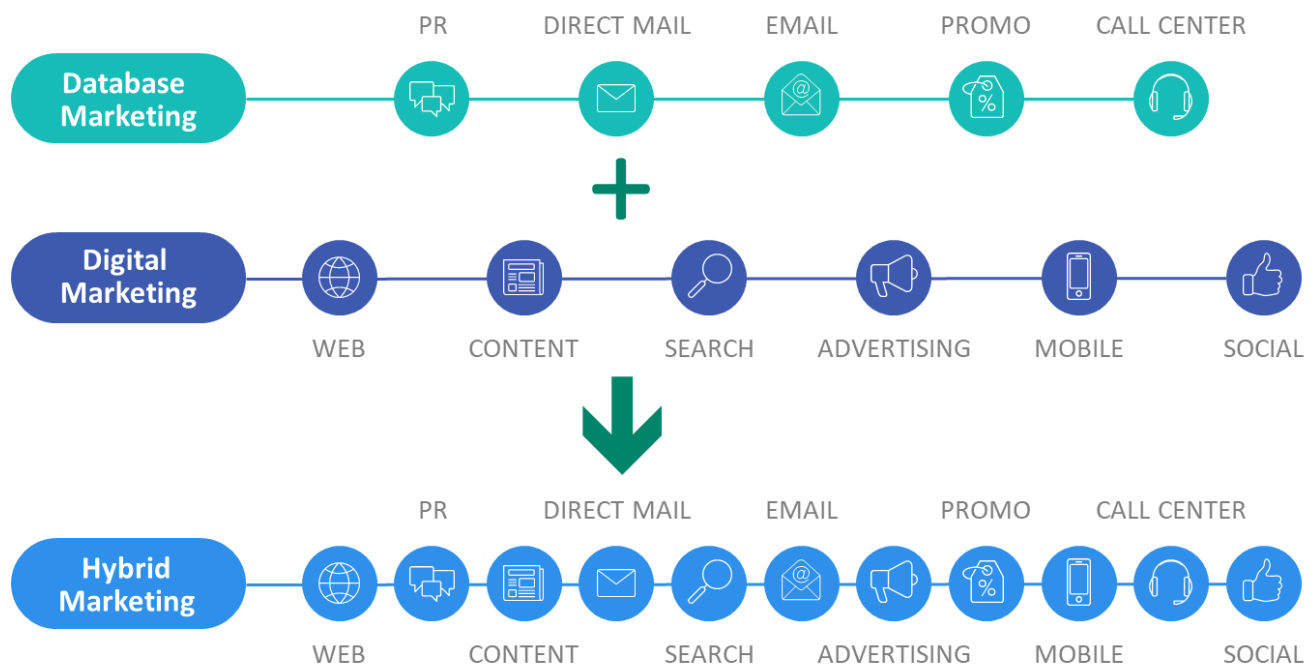 PR DIRECT MAIL EMAIL PROMO CALL CENTER
Database
Marketing
@
%
+
Digital
Marketing
WEB CONTENT SEARCH ADVERTISING MOBILE SOCIAL
PR DIRECT MAIL EMAIL PROMO CALL CENTER
Hybrid
Marketing
@
%
WEB CONTENT SEARCH ADVERTISING MOBILE SOCIAL